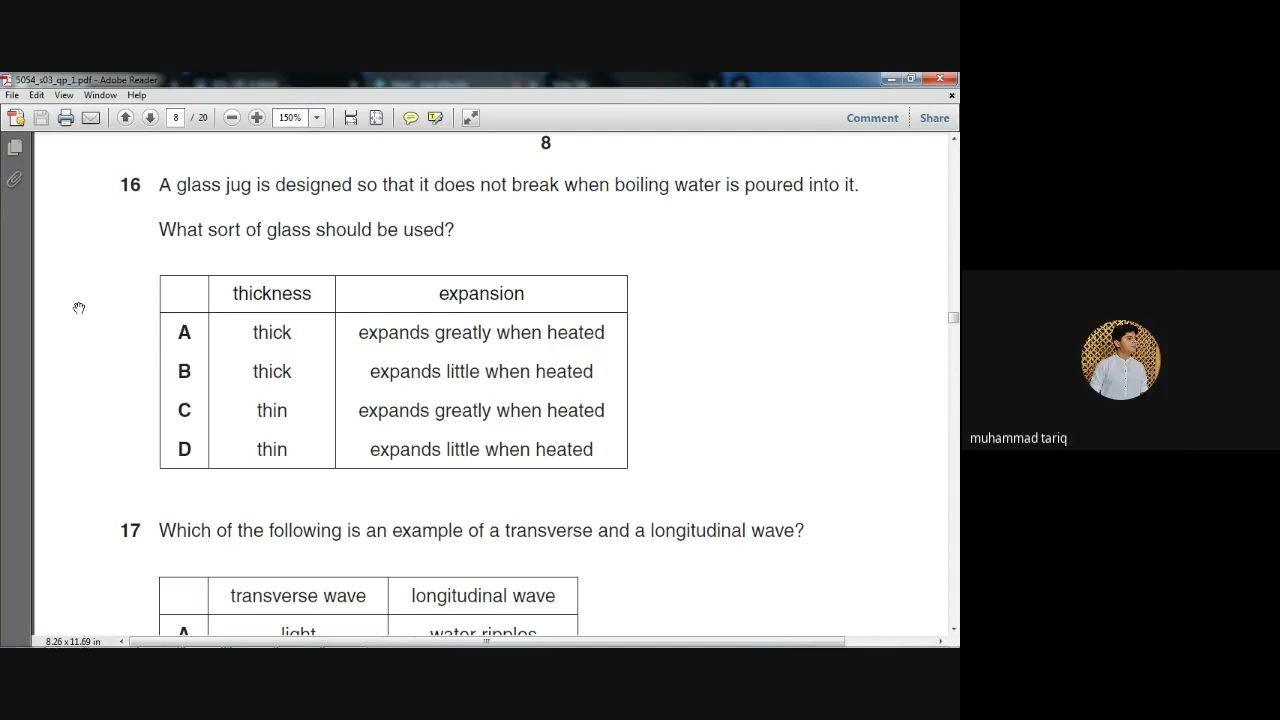 5054_s03_qp_1.pdf - Adobe Reader
File Edit View Window Help
8 / 20 150% Comment Share
8
16 A glass jug is designed so that it does not break when boiling water is poured into it.
What sort of glass should be used?
thickness expansion
A thick expands greatly when heated
B thick expands little when heated
C thin expands greatly when heated
D thin expands little when heated
17 Which of the following is an example of a transverse and a longitudinal wave?
transverse wave longitudinal wave
A light water ripples
8.26 x 11.69 in
muhammad tariq